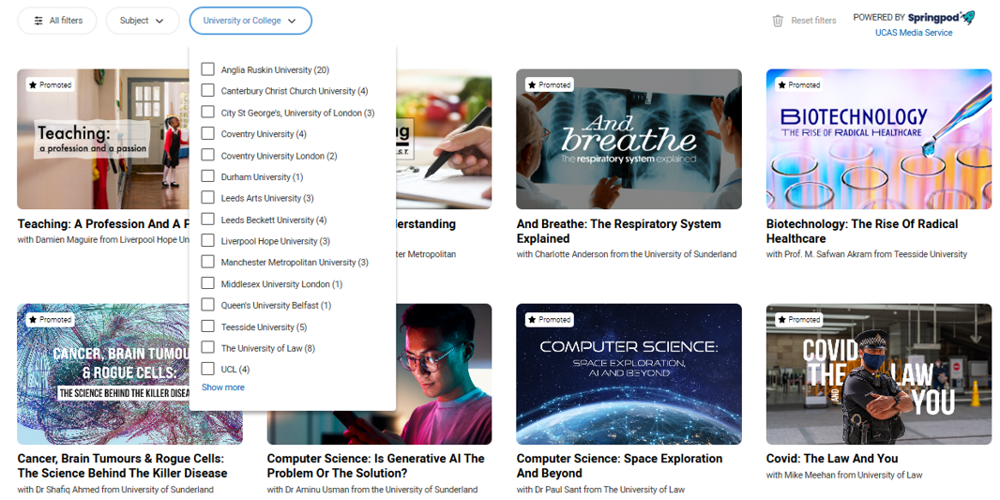 All filters
Subject
University or College
Reset filters
POWERED BY Springpod
UCAS Media Service
Anglia Ruskin University (20)
Canterbury Christ Church University (4)
City St George's, University of London (3)
Coventry University (4)
Coventry University London (2)
Durham University (1)
Leeds Arts University (3)
Leeds Beckett University (4)
Liverpool Hope University (3)
Manchester Metropolitan University (3)
Middlesex University London (1)
Queen's University Belfast (1)
Teesside University (5)
The University of Law (8)
UCL (4)
Show more
Promoted
Teaching:
a profession and a passion
Teaching: A Profession And A P
with Damien Maguire from Liverpool Hope Un
ng
S.T.
lerstanding
ter Metropolitan
Promoted
And
breathe
The respiratory system explained
And Breathe: The Respiratory System
Explained
with Charlotte Anderson from the University of Sunderland
Promoted
BIOTECHNOLOGY
THE RISE OF RADICAL HEALTHCARE
Biotechnology: The Rise Of Radical
Healthcare
with Prof. M. Safwan Akram from Teesside University
Promoted
CANCER, BRAIN TUMOU
& ROGUE CELLS:
THE SCIENCE BEHIND THE KILLER DISEA
Cancer, Brain Tumours & Rogue Cells:
The Science Behind The Killer Disease
with Dr Shafiq Ahmed from University of Sunderland
Computer Science: Is Generative AI The
Problem Or The Solution?
with Dr Aminu Usman from the University of Sunderland
Promoted
COMPUTER SCIENCE:
SPACE EXPLORATION,
AI AND BEYOND
Computer Science: Space Exploration
And Beyond
with Dr Paul Sant from The University of Law
Promoted
COVID
THE LAW
AND YOU
Covid: The Law And You
with Mike Meehan from University of Law